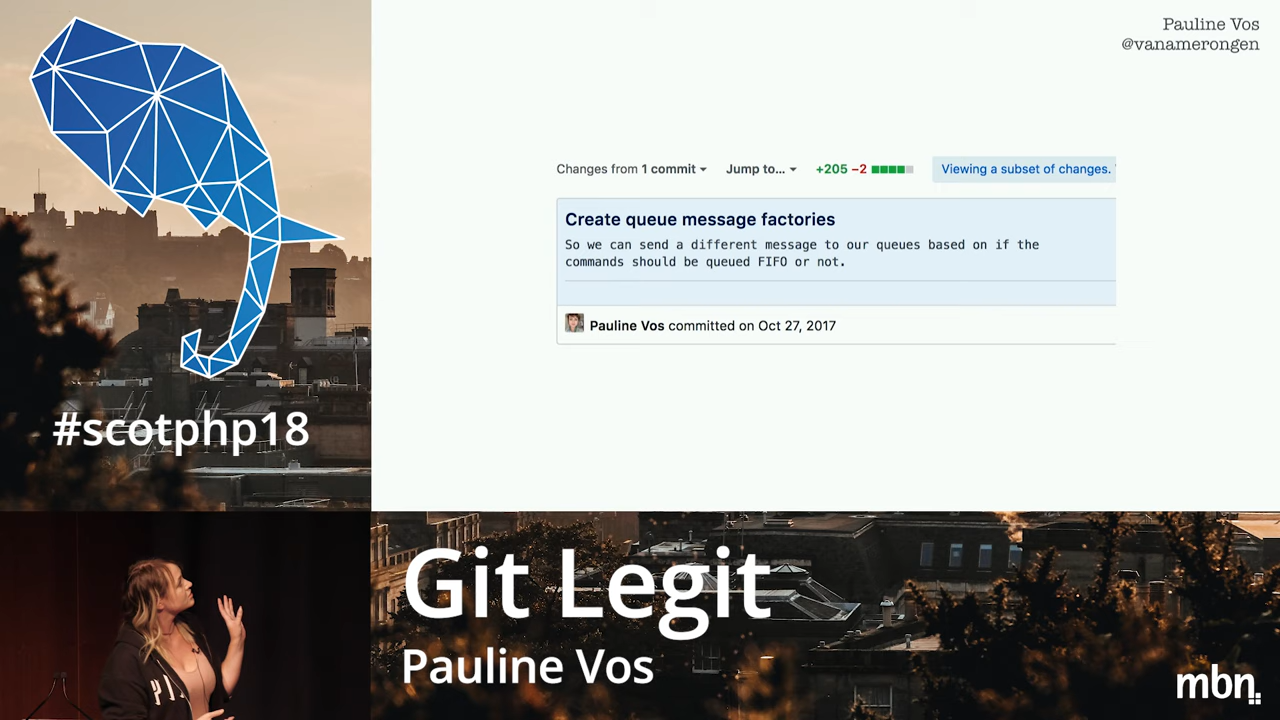 Pauline Vos
@vanamerongen
Changes from 1 commit Jump to... +205 −2 Viewing a subset of changes.
Create queue message factories
So we can send a different message to our queues based on if the
commands should be queued FIFO or not.
Pauline Vos committed on Oct 27, 2017
#scotphp18
Git Legit
Pauline Vos
mbn